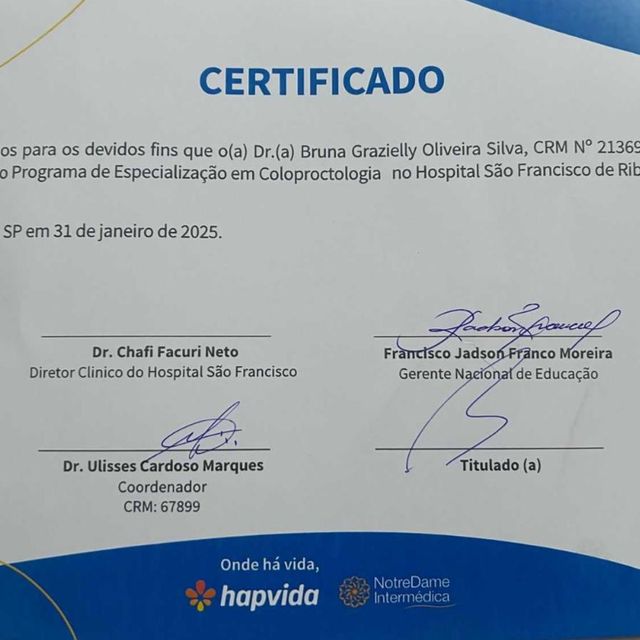 CERTIFICADO
os para os devidos fins que o(a) Dr.(a) Bruna Grazielly Oliveira Silva, CRM Nº 21369
o Programa de Especialização em Coloproctologia no Hospital São Francisco de Rib
SP em 31 de janeiro de 2025.
Dr. Chafi Facuri Neto
Diretor Clinico do Hospital São Francisco
Francisco Jadson Franco Moreira
Gerente Nacional de Educação
Dr. Ulisses Cardoso Marques
Coordenador
CRM: 67899
Titulado (a)
Onde há vida,
hapvida
NotreDame
Intermédica